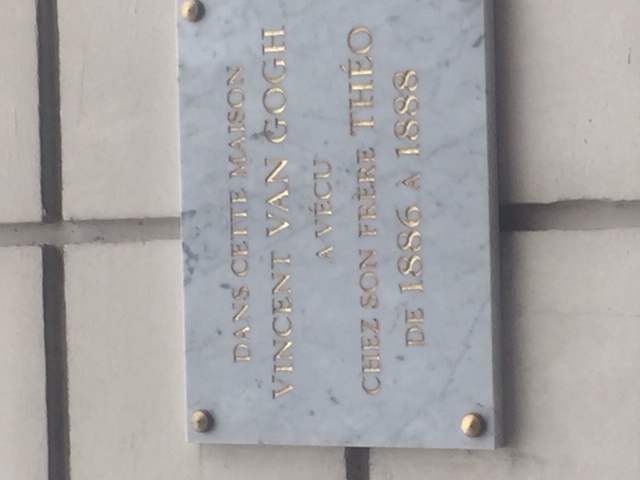 DANS CETTE MAISON
VINCENT VAN GOGH
A VÉCU
CHEZ SON FRÈRE THÉO
DE 1886 À 1888